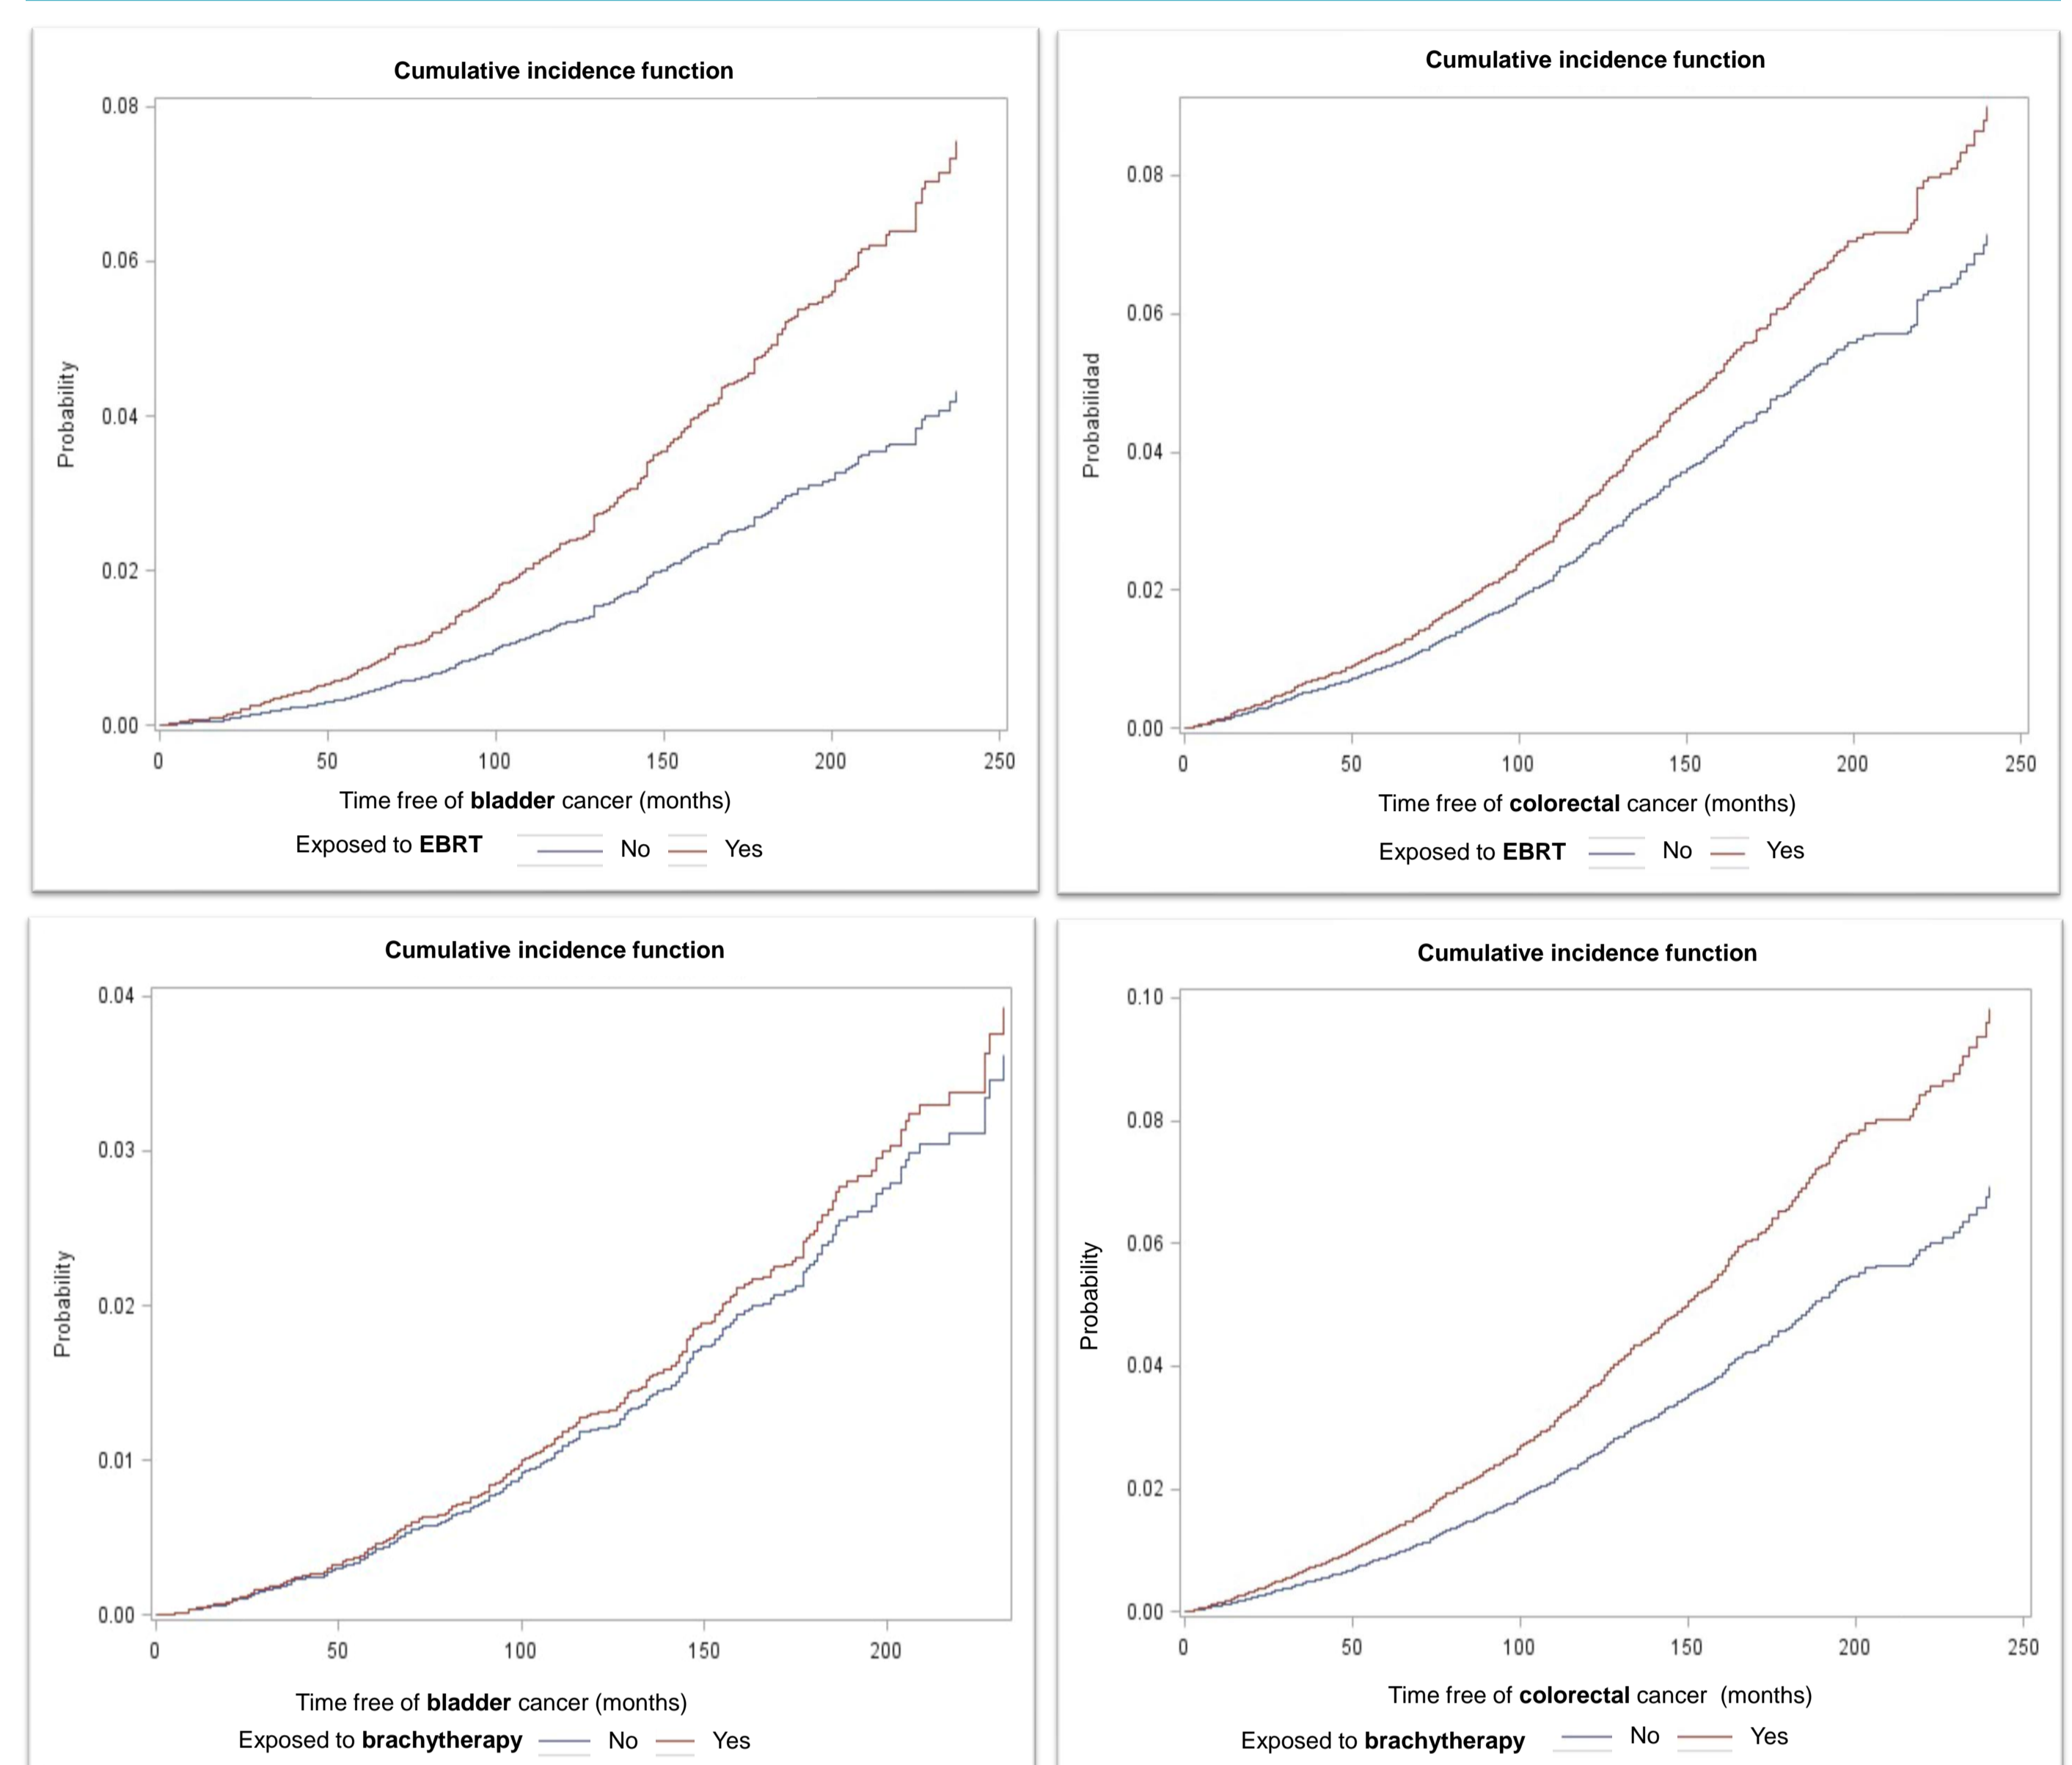 Cumulative incidence function
0.08
0.06
0.04
0.02
0.00
Probability
0 50 100 150 200 250
Time free of bladder cancer (months)
Exposed to EBRT No Yes
Cumulative incidence function
0.08
0.06
0.04
0.02
0.00
Probabilidad
0 50 100 150 200 250
Time free of colorectal cancer (months)
Exposed to EBRT No Yes
Cumulative incidence function
0.04
0.03
0.02
0.01
0.00
Probability
0 50 100 150 200
Time free of bladder cancer (months)
Exposed to brachytherapy No Yes
Cumulative incidence function
0.10
0.08
0.06
0.04
0.02
0.00
Probability
0 50 100 150 200 250
Time free of colorectal cancer (months)
Exposed to brachytherapy No Yes